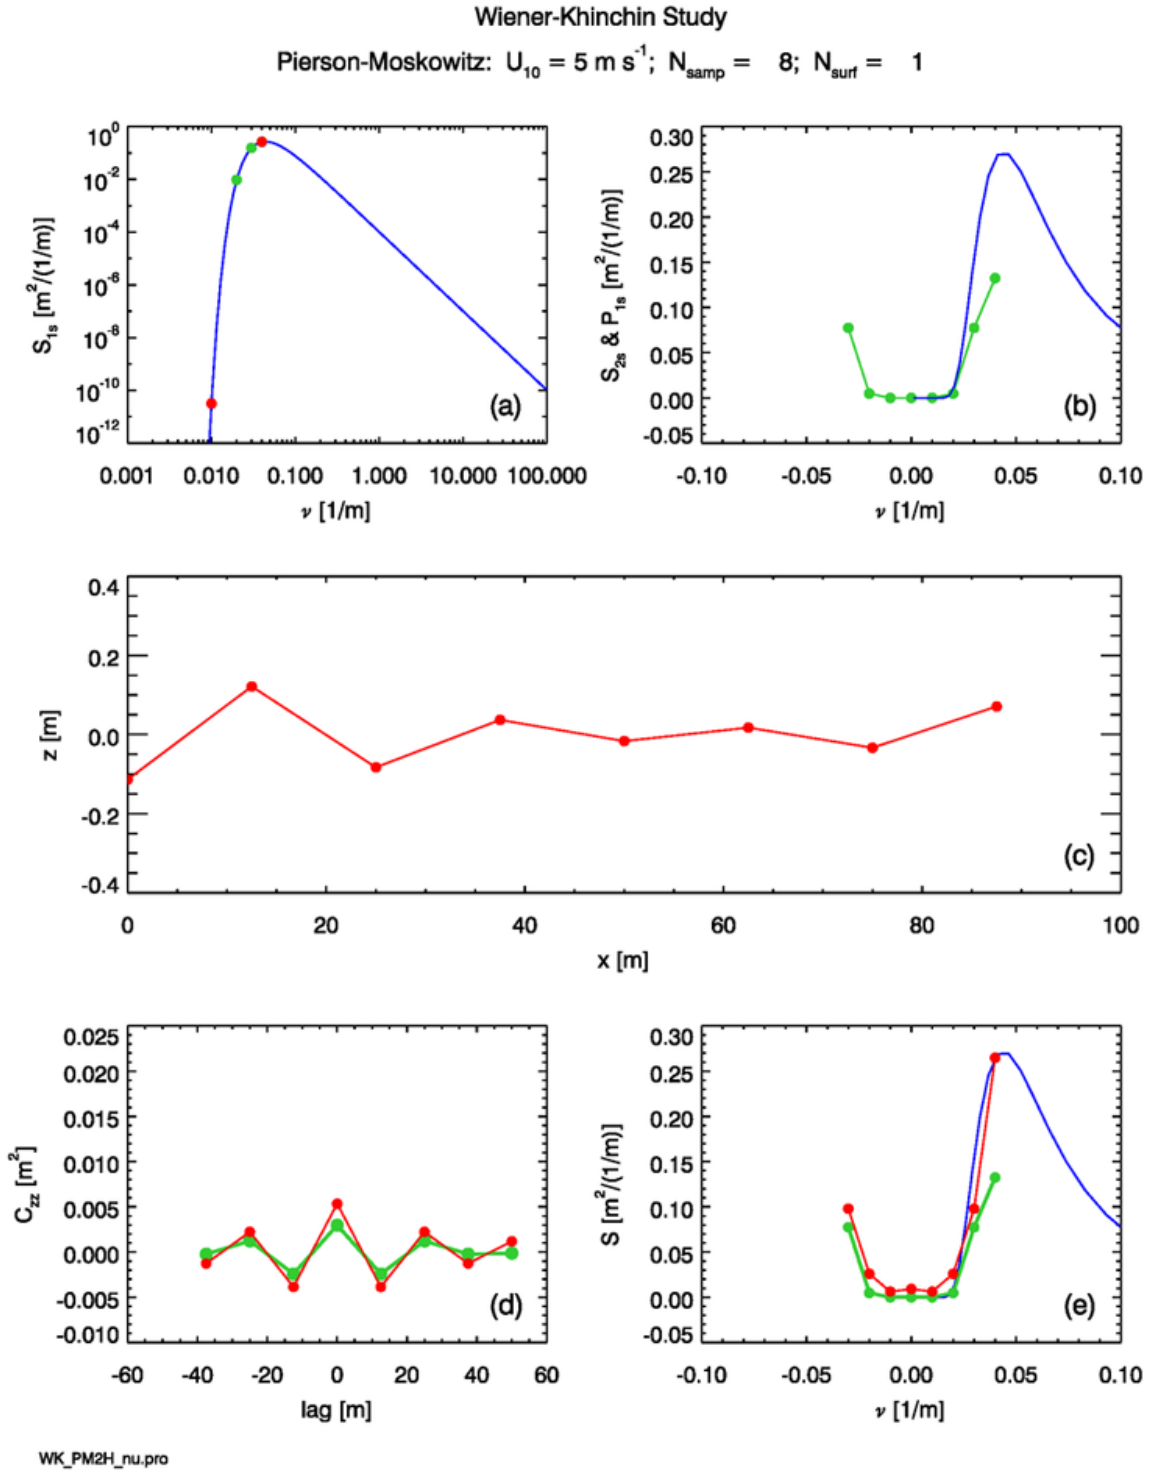 Wiener-Khinchin Study
Pierson-Moskowitz: U10 = 5 m s-1; Nsamp = 8; Nsurf = 1
S1s [m2/(1/m)]
10^0
10^-2
10^-4
10^-6
10^-8
10^-10
10^-12
(a)
0.001 0.010 0.100 1.000 10.000 100.000
ν [1/m]
S2s & P1s [m2/(1/m)]
0.30
0.25
0.20
0.15
0.10
0.05
0.00
-0.05
(b)
-0.10 -0.05 0.00 0.05 0.10
ν [1/m]
z [m]
0.4
0.2
0.0
-0.2
-0.4
(c)
0 20 40 60 80 100
x [m]
Czz [m2]
0.025
0.020
0.015
0.010
0.005
0.000
-0.005
-0.010
(d)
-60 -40 -20 0 20 40 60
lag [m]
S [m2/(1/m)]
0.30
0.25
0.20
0.15
0.10
0.05
0.00
-0.05
(e)
-0.10 -0.05 0.00 0.05 0.10
ν [1/m]
WK_PM2H_nu.pro